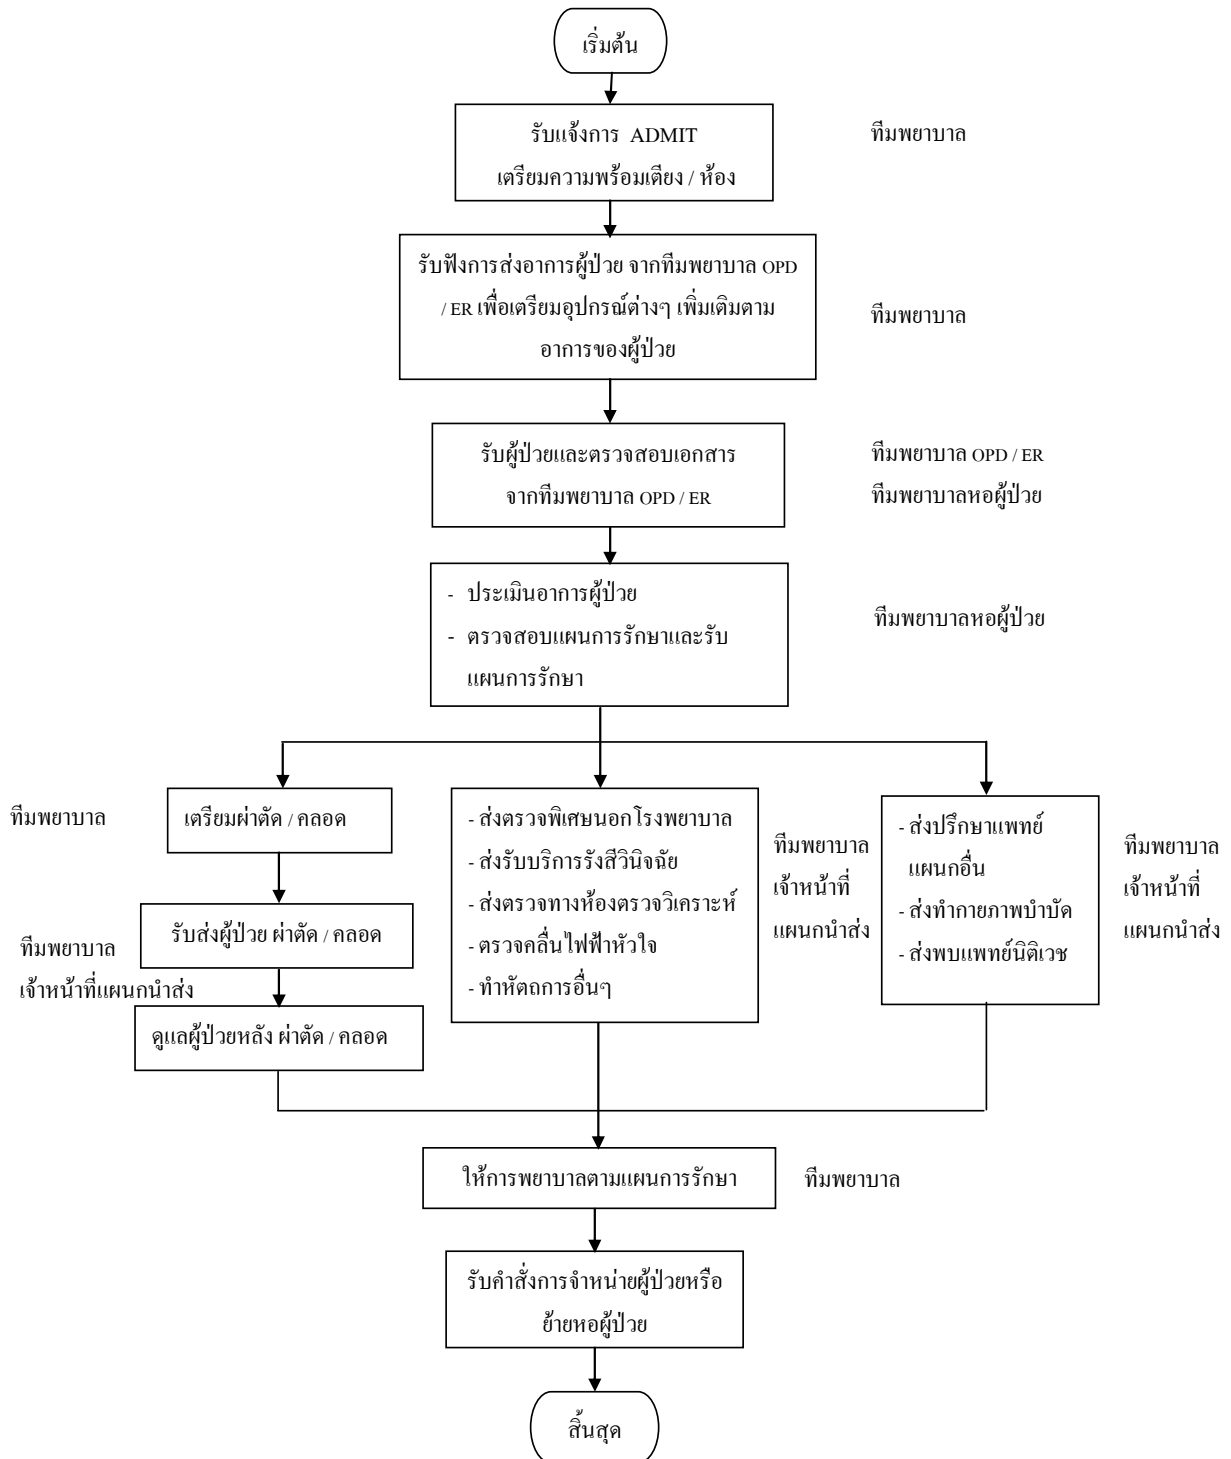 เริ่มต้น
รับแจ้งการ ADMIT
เตรียมความพร้อมเตียง / ห้อง
ทีมพยาบาล
รับฟังการส่งอาการผู้ป่วย จากทีมพยาบาล OPD
/ ER เพื่อเตรียมอุปกรณ์ต่างๆ เพิ่มเติมตาม
อาการของผู้ป่วย
ทีมพยาบาล
รับผู้ป่วยและตรวจสอบเอกสาร
จากทีมพยาบาล OPD / ER
ทีมพยาบาล OPD / ER
ทีมพยาบาลหอผู้ป่วย
- ประเมินอาการผู้ป่วย
- ตรวจสอบแผนการรักษาและรับ
แผนการรักษา
ทีมพยาบาลหอผู้ป่วย
ทีมพยาบาล
เตรียมผ่าตัด / คลอด
ทีมพยาบาล
เจ้าหน้าที่แผนกนำส่ง
รับส่งผู้ป่วย ผ่าตัด / คลอด
ดูแลผู้ป่วยหลัง ผ่าตัด / คลอด
- ส่งตรวจพิเศษนอกโรงพยาบาล
- ส่งรับบริการรังสีวินิจฉัย
- ส่งตรวจทางห้องตรวจวิเคราะห์
- ตรวจคลื่นไฟฟ้าหัวใจ
- ทำหัตถการอื่นๆ
ทีมพยาบาล
เจ้าหน้าที่
แผนกนำส่ง
- ส่งปรึกษาแพทย์
แผนกอื่น
- ส่งทำกายภาพบำบัด
- ส่งพบแพทย์นิติเวช
ทีมพยาบาล
เจ้าหน้าที่
แผนกนำส่ง
ให้การพยาบาลตามแผนการรักษา
ทีมพยาบาล
รับคำสั่งการจำหน่ายผู้ป่วยหรือ
ย้ายหอผู้ป่วย
สิ้นสุด